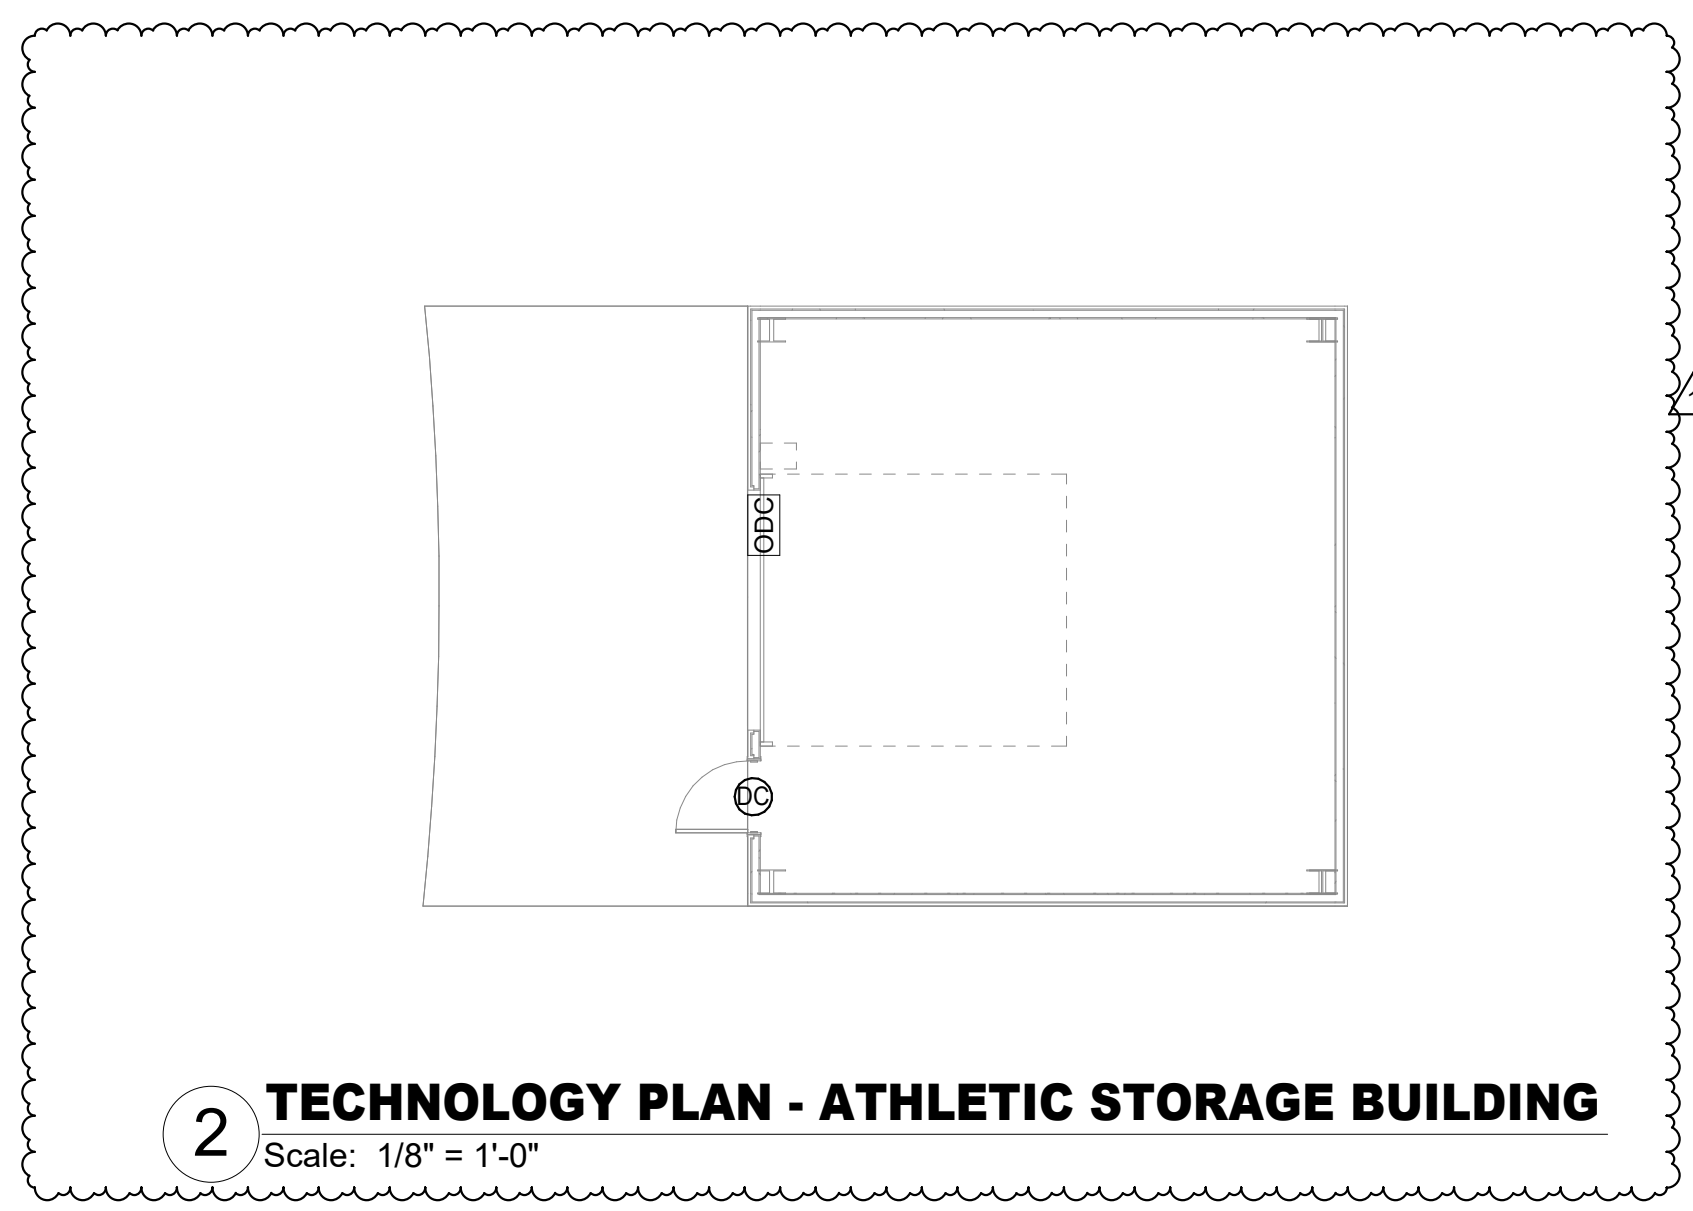 ODC
DC
2
TECHNOLOGY PLAN - ATHLETIC STORAGE BUILDING
Scale: 1/8" = 1'-0"